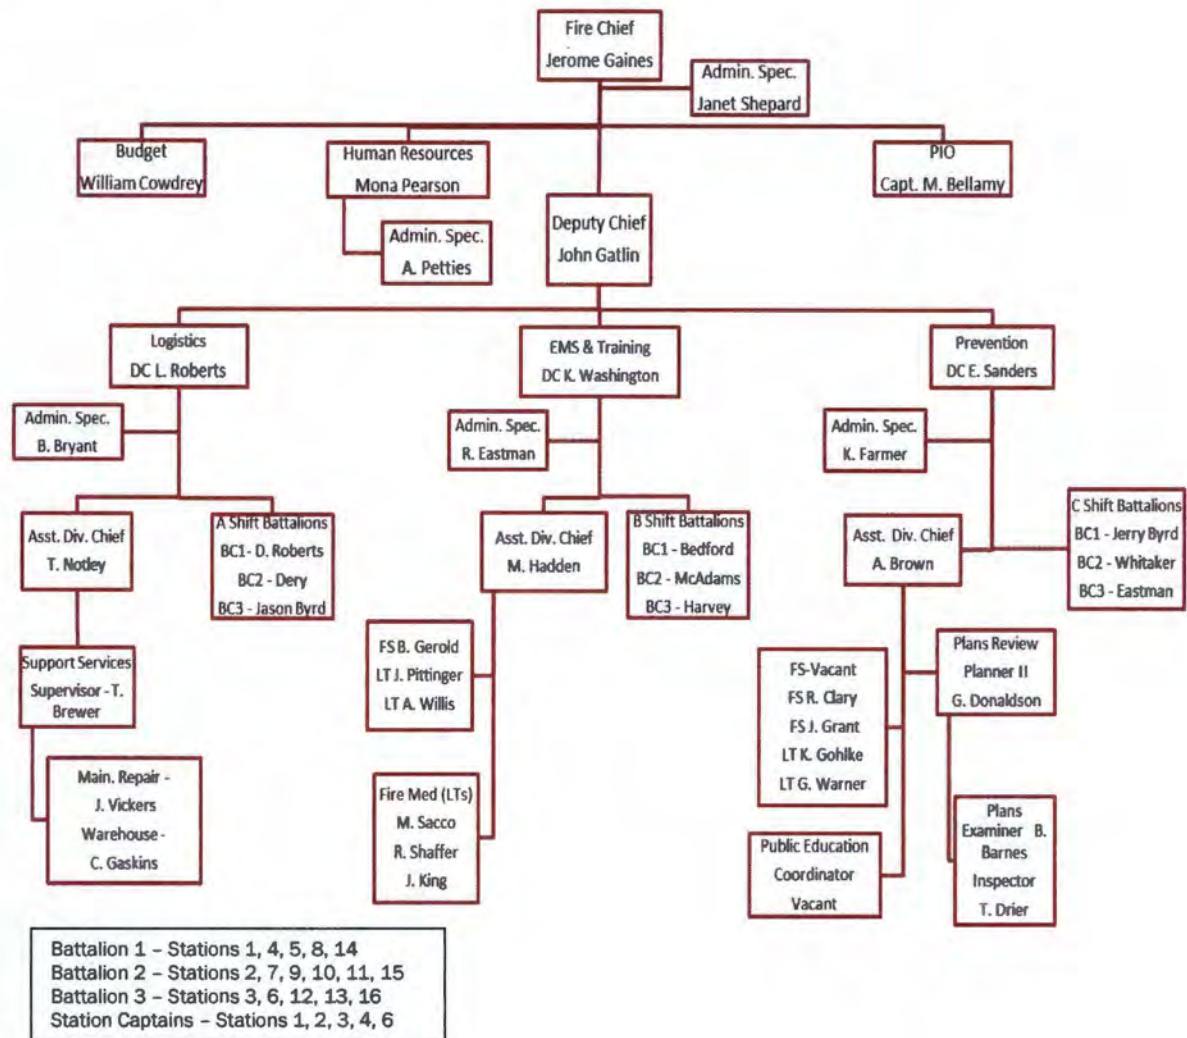 Fire Chief
Jerome Gaines
Admin. Spec.
Janet Shepard
Budget
William Cowdrey
Human Resources
Mona Pearson
PIO
Capt. M. Bellamy
Admin. Spec.
A. Petties
Deputy Chief
John Gatlin
Logistics
DC L. Roberts
EMS & Training
DC K. Washington
Prevention
DC E. Sanders
Admin. Spec.
B. Bryant
Admin. Spec.
R. Eastman
Admin. Spec.
K. Farmer
Asst. Div. Chief
T. Notley
A Shift Battalions
BC1- D. Roberts
BC2 - Dery
BC3 - Jason Byrd
Asst. Div. Chief
M. Hadden
B Shift Battalions
BC1 - Bedford
BC2 - McAdams
BC3 - Harvey
Asst. Div. Chief
A. Brown
C Shift Battalions
BC1 - Jerry Byrd
BC2 - Whitaker
BC3 - Eastman
Support Services
Supervisor - T.
Brewer
FS B. Gerold
LT J. Pittinger
LT A. Willis
FS-Vacant
FS R. Clary
FS J. Grant
LT K. Gohlke
LT G. Warner
Plans Review
Planner II
G. Donaldson
Main. Repair -
J. Vickers
Warehouse -
C. Gaskins
Fire Med (LTs)
M. Sacco
R. Shaffer
J. King
Public Education
Coordinator
Vacant
Plans
Examiner B.
Barnes
Inspector
T. Drier
Battalion 1 – Stations 1, 4, 5, 8, 14
Battalion 2 – Stations 2, 7, 9, 10, 11, 15
Battalion 3 – Stations 3, 6, 12, 13, 16
Station Captains – Stations 1, 2, 3, 4, 6